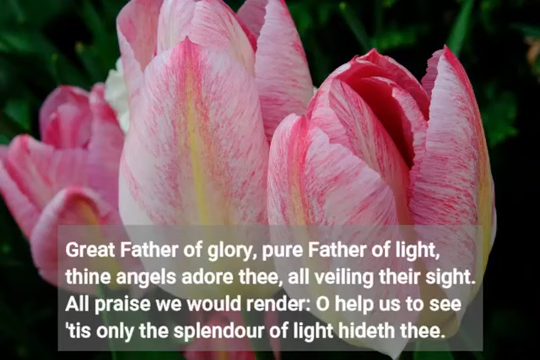 Great Father of glory, pure Father of light,
thine angels adore thee, all veiling their sight.
All praise we would render: O help us to see
'tis only the splendour of light hideth thee.